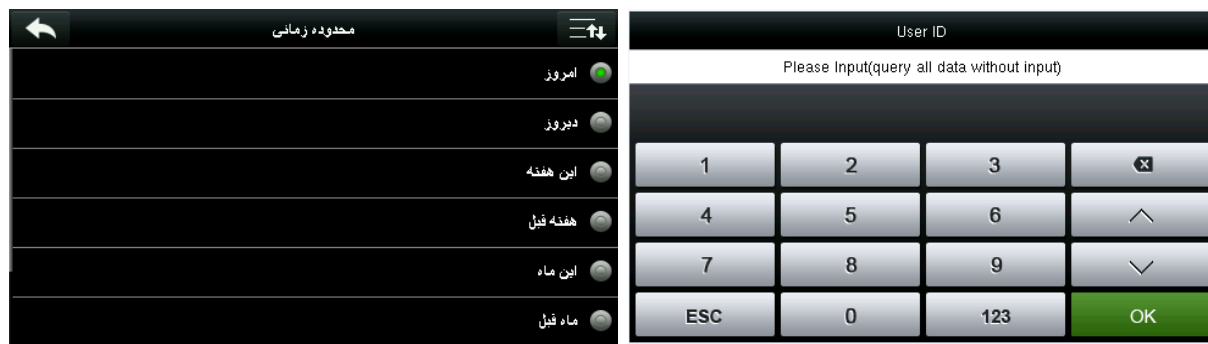 محدوده زمانی
امروز
دیروز
این هفته
هفته قبل
این ماه
ماه قبل
User ID
Please Input(query all data without input)
1 2 3
4 5 6
7 8 9
ESC 0 123 OK